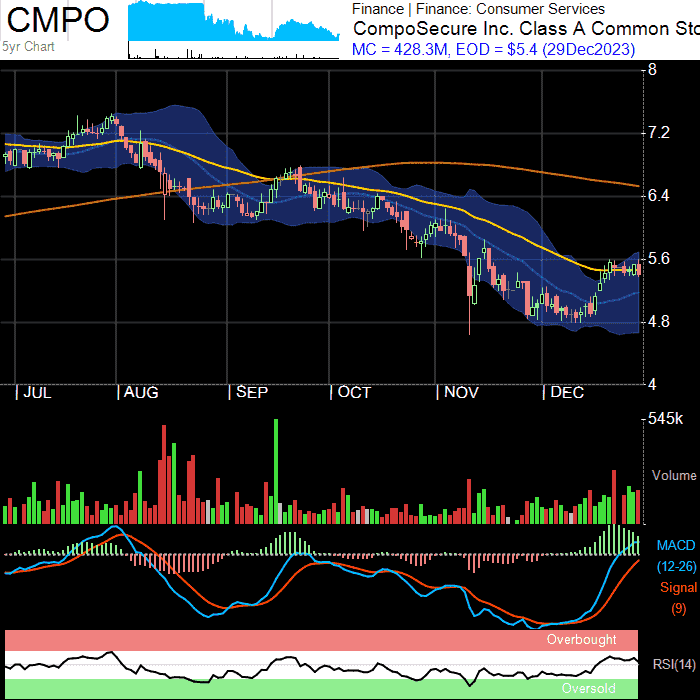 CMPO
5yr Chart
Finance | Finance: Consumer Services
CompoSecure Inc. Class A Common Sto
MC = 428.3M, EOD = $5.4 (29Dec2023)
8
7.2
6.4
5.6
4.8
4
JUL
AUG
SEP
OCT
NOV
DEC
545k
Volume
MACD
(12-26)
Signal
(9)
Overbought
RSI(14)
Oversold